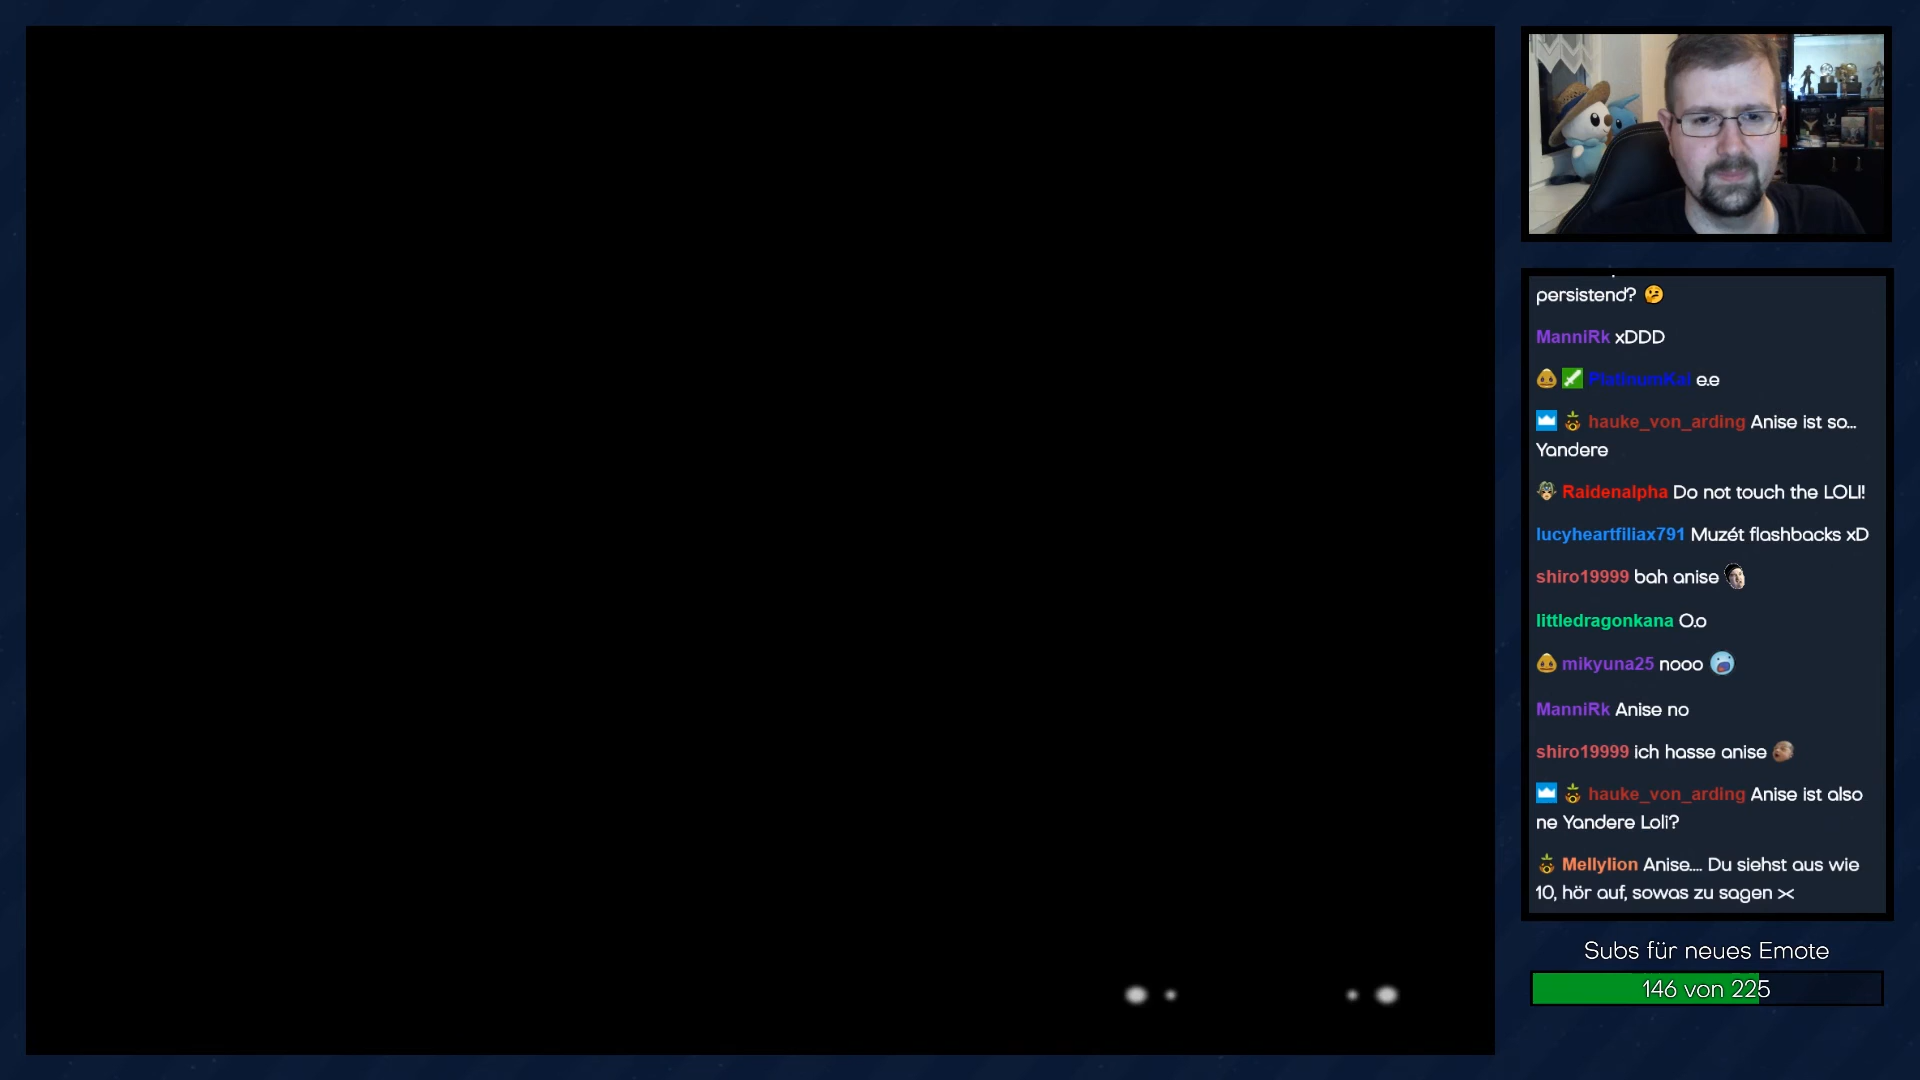 persistend?
ManniRk xDDD
PlatinumKai e.e
hauke_von_arding Anise ist so...
Yandere
Raidenalpha Do not touch the LOLI!
lucyheartfiliax791 Muzét flashbacks xD
shiro19999 bah anise
littledragonkana O.o
mikyuna25 nooo
ManniRk Anise no
shiro19999 ich hasse anise
hauke_von_arding Anise ist also
ne Yandere Loli?
Mellylion Anise.... Du siehst aus wie
10, hör auf, sowas zu sagen ><
Subs für neues Emote
146 von 225